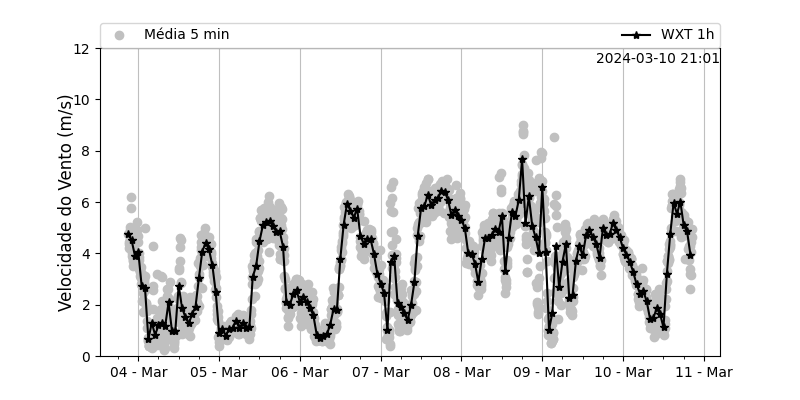 Média 5 min WXT 1h
2024-03-10 21:01
Velocidade do Vento (m/s)
12
10
8
6
4
2
0
04 - Mar 05 - Mar 06 - Mar 07 - Mar 08 - Mar 09 - Mar 10 - Mar 11 - Mar